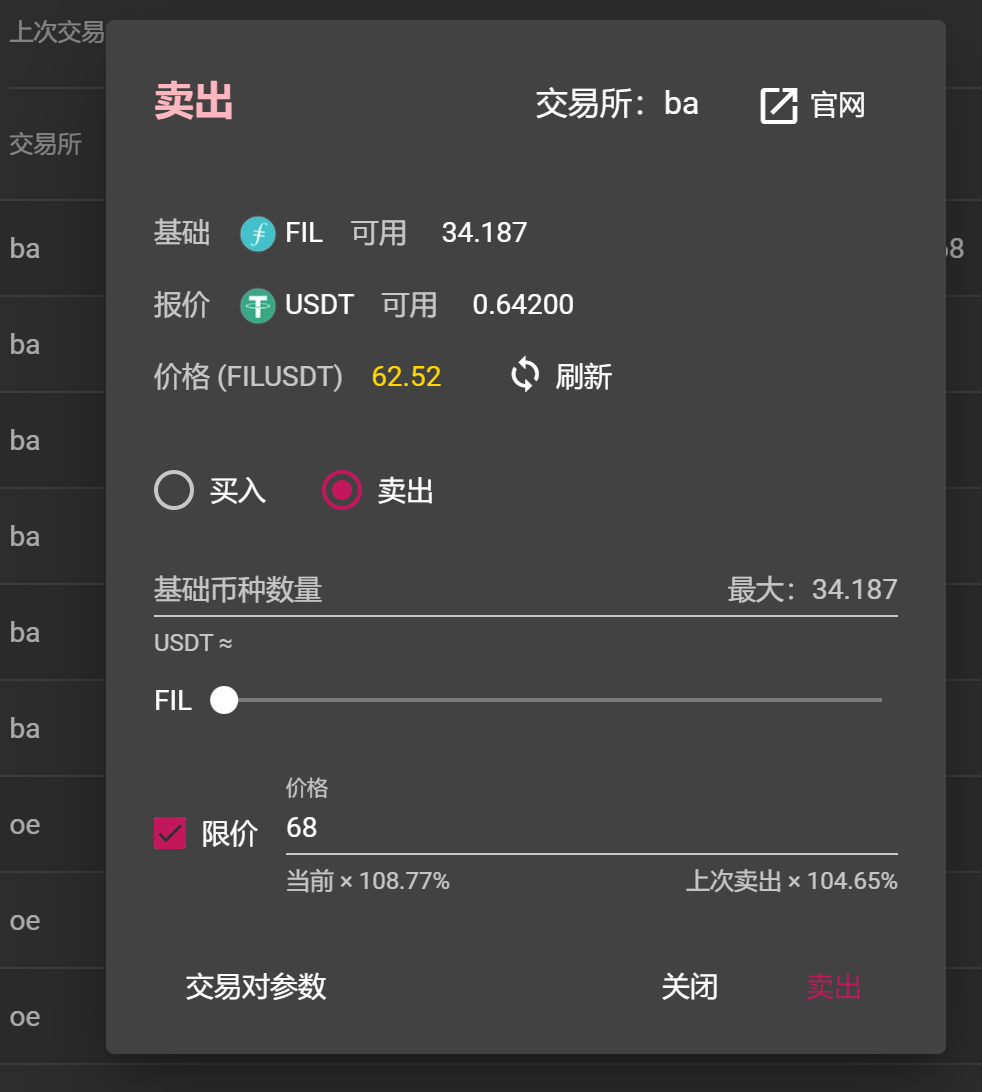 上次交易
交易所
ba
ba
ba
ba
ba
ba
oe
oe
oe
卖出
交易所：ba
官网
基础 FIL 可用 34.187
报价 USDT 可用 0.64200
价格 (FILUSDT) 62.52 刷新
买入 卖出
基础币种数量 最大：34.187
USDT ≈
FIL
价格
限价 68
当前 × 108.77% 上次卖出 × 104.65%
交易对参数 关闭 卖出